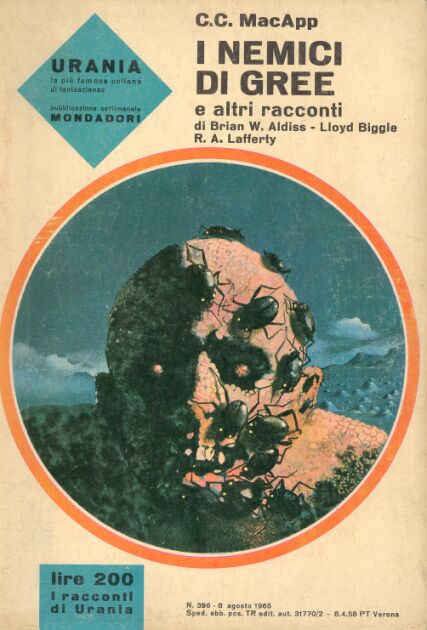 URANIA
la più famosa collana
di fantascienza
pubblicazione settimanale
MONDADORI
C.C. MacApp
I NEMICI
DI GREE
e altri racconti
di Brian W. Aldiss - Lloyd Biggle
R. A. Lafferty
lire 200
i racconti
di Urania
N. 396 - 8 agosto 1965
Sped. abb. pos. TR edit. aut. 31770/2 - 8.4.58 PT Verona